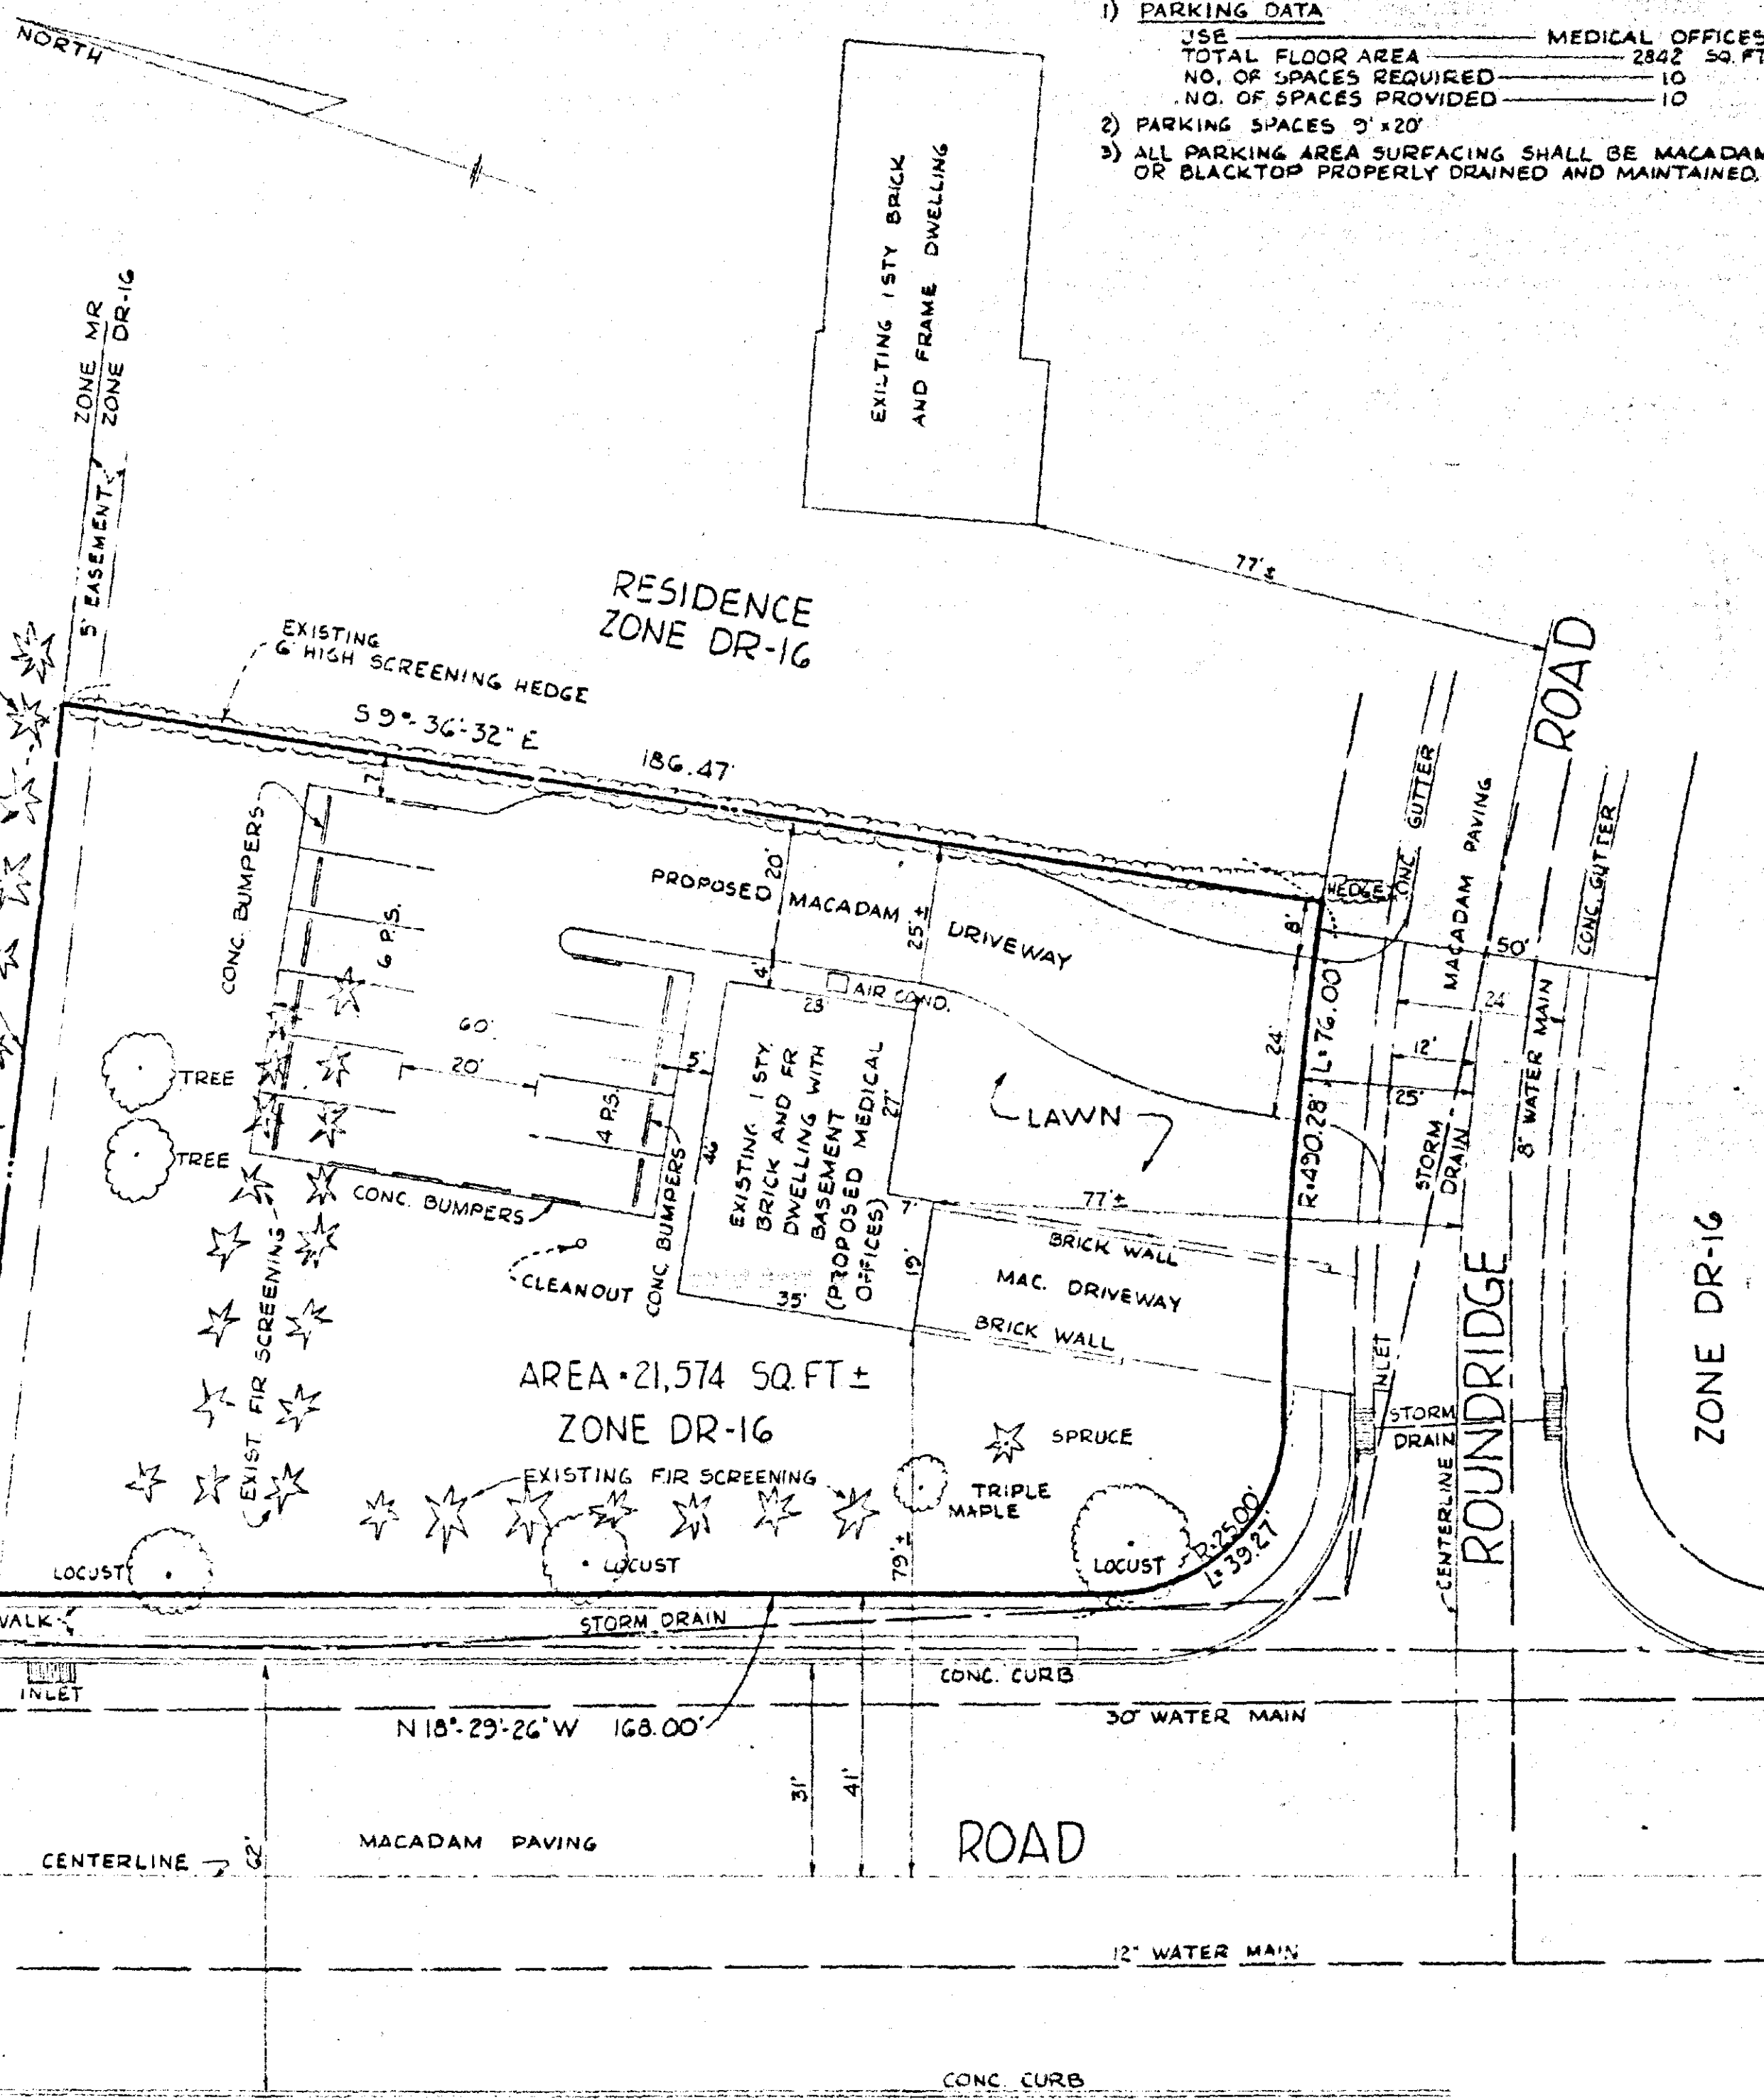 1) PARKING DATA
USE MEDICAL OFFICES
TOTAL FLOOR AREA 2842 SQ. FT
NO. OF SPACES REQUIRED 10
NO. OF SPACES PROVIDED 10
2) PARKING SPACES 9' x 20'
3) ALL PARKING AREA SURFACING SHALL BE MACADAM
OR BLACKTOP PROPERLY DRAINED AND MAINTAINED.
NORTH
EXILTING 1 STY BRICK
AND FRAME DWELLING
ZONE MR
ZONE DR-16
5' EASEMENT
77'±
RESIDENCE
ZONE DR-16
EXISTING
6' HIGH SCREENING HEDGE
S 9°-36'-32" E
186.47'
ROAD
CONC. GUTTER
MACADAM PAVING
CONC. GUTTER
HEDGE
7'
CONC. BUMPERS
CONC. BUMPERS
6 P.S.
PROPOSED MACADAM DRIVEWAY
20'
25'±
8'
50'
4'
AIR COND.
28'
24'
24'
12'
25'
60'
20'
5'
4 P.S.
TREE
TREE
46'
EXISTING 1 STY.
BRICK AND FR
DWELLING WITH
BASEMENT
(PROPOSED MEDICAL
OFFICES)
27'
LAWN
R=490.28' L=76.00'
STORM
DRAIN
8" WATER MAIN
CONC. BUMPERS
7'
77'±
BRICK WALL
MAC. DRIVEWAY
BRICK WALL
19'
35'
CLEANOUT
EXIST. FIR SCREENING
AREA = 21,574 SQ. FT ±
ZONE DR-16
INLET
STORM
DRAIN
CENTERLINE
ROUNDRIDGE
ZONE DR-16
SPRUCE
EXISTING FIR SCREENING
TRIPLE
MAPLE
LOCUST
LOCUST
LOCUST
R=25.00'
L=39.27'
79'±
WALK
STORM DRAIN
INLET
CONC. CURB
N 18°-29'-26" W 168.00'
30" WATER MAIN
31'
41'
62'
MACADAM PAVING
ROAD
CENTERLINE
12" WATER MAIN
CONC. CURB